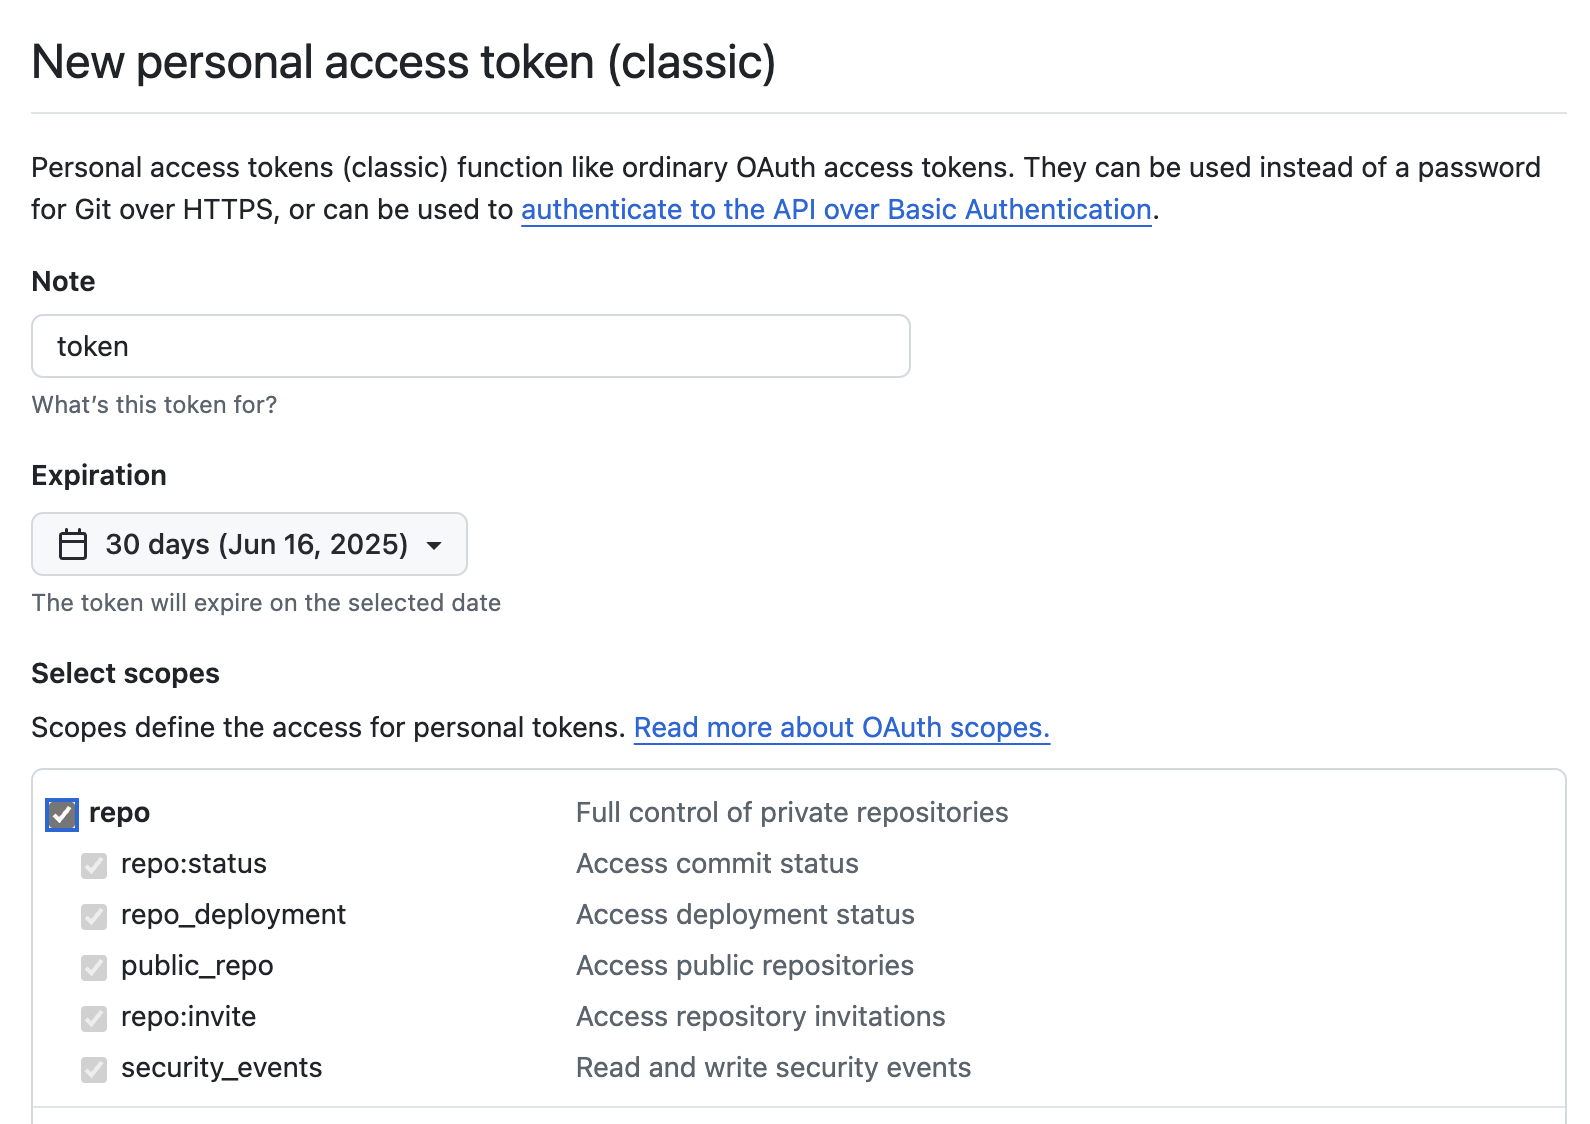 New personal access token (classic)
Personal access tokens (classic) function like ordinary OAuth access tokens. They can be used instead of a password
for Git over HTTPS, or can be used to authenticate to the API over Basic Authentication.
Note
token
What's this token for?
Expiration
30 days (Jun 16, 2025)
The token will expire on the selected date
Select scopes
Scopes define the access for personal tokens. Read more about OAuth scopes.
repo Full control of private repositories
repo:status Access commit status
repo_deployment Access deployment status
public_repo Access public repositories
repo:invite Access repository invitations
security_events Read and write security events